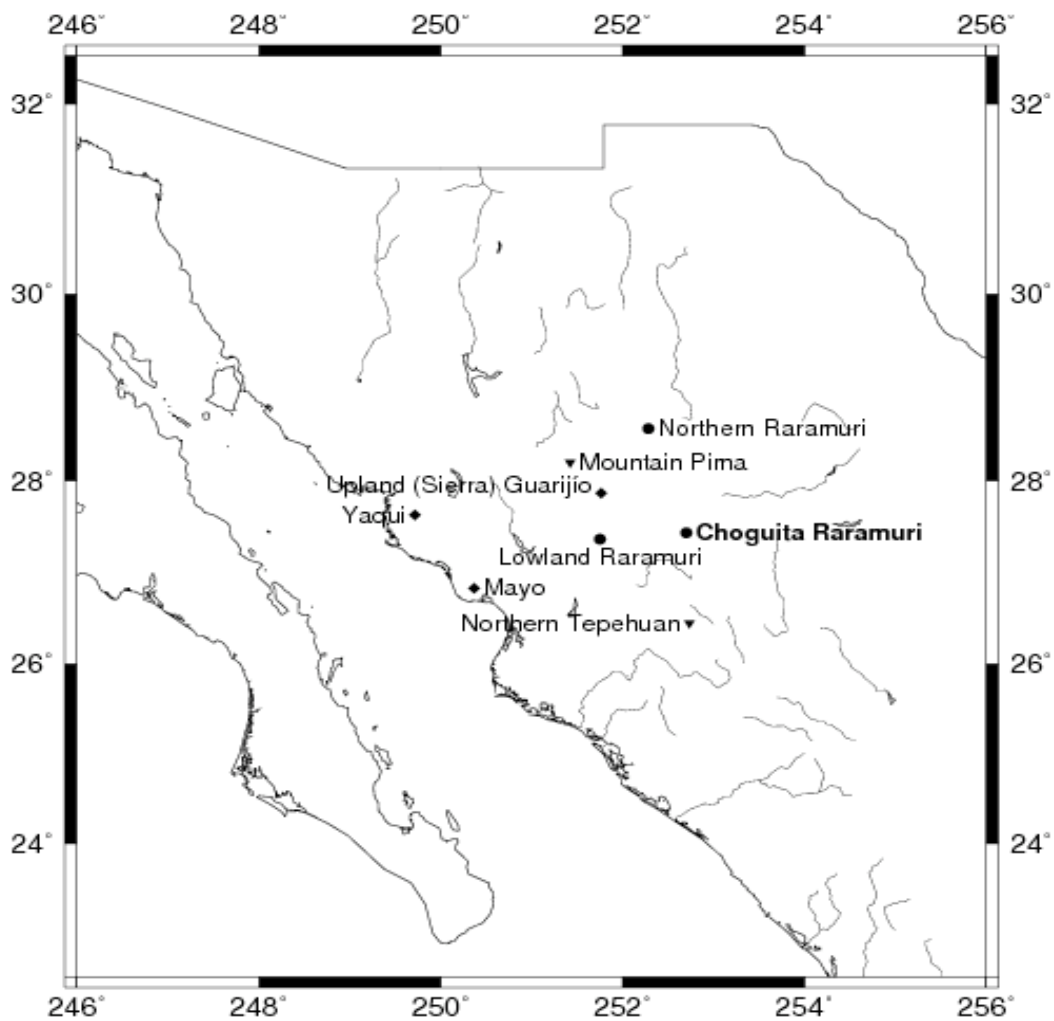 246° 248° 250° 252° 254° 256°
32° 32°
30° 30°
Northern Raramuri
Mountain Pima
28° 28°
Upland (Sierra) Guarijío
Yaqui
Choguita Raramuri
Lowland Raramuri
Mayo
Northern Tepehuan
26° 26°
24° 24°
246° 248° 250° 252° 254° 256°